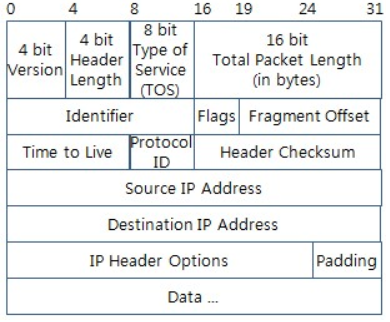 0 4 8 16 19 24 31
4 bit
Version
4 bit
Header
Length
8 bit
Type of
Service
(TOS)
16 bit
Total Packet Length
(in bytes)
Identifier
Flags
Fragment Offset
Time to Live
Protocol
ID
Header Checksum
Source IP Address
Destination IP Address
IP Header Options
Padding
Data ...